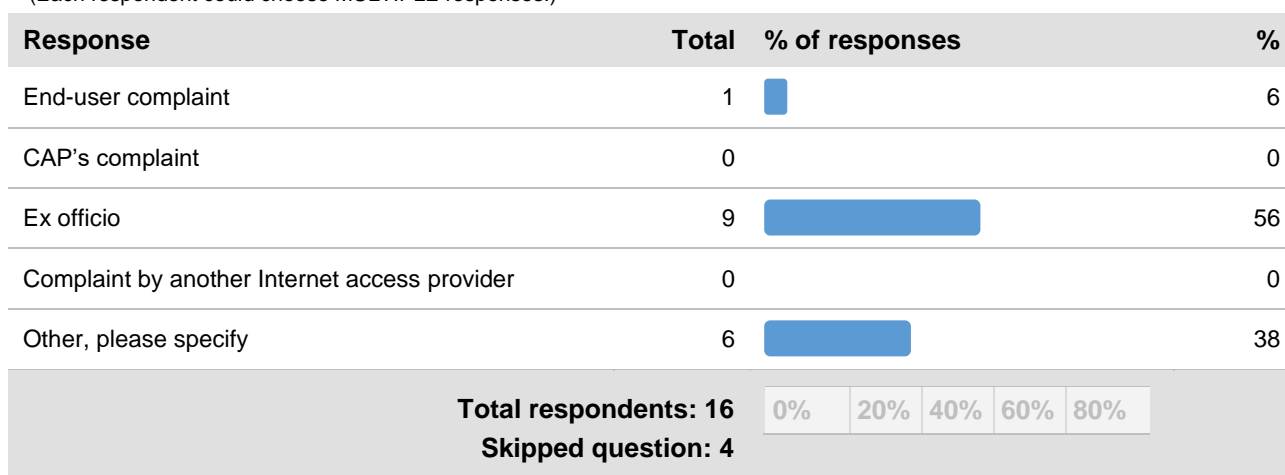 Response Total % of responses %
End-user complaint 1 6
CAP’s complaint 0 0
Ex officio 9 56
Complaint by another Internet access provider 0 0
Other, please specify 6 38
Total respondents: 16 0% 20% 40% 60% 80%
Skipped question: 4